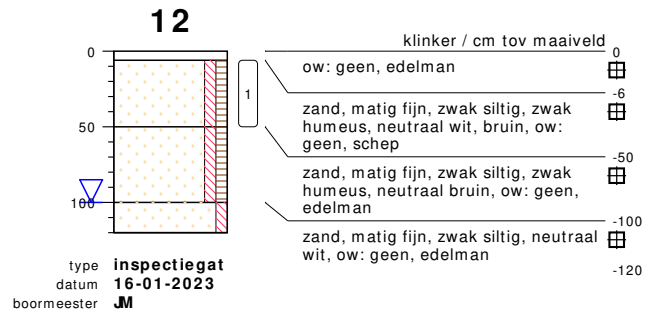 12
klinker / cm tov maaiveld
0
0
ow: geen, edelman
-6
1
zand, matig fijn, zwak siltig, zwak
humeus, neutraal wit, bruin, ow:
geen, schep
50
-50
zand, matig fijn, zwak siltig, zwak
humeus, neutraal bruin, ow: geen,
edelman
100
-100
zand, matig fijn, zwak siltig, neutraal
wit, ow: geen, edelman
-120
type inspectiegat
datum 16-01-2023
boormeester JM